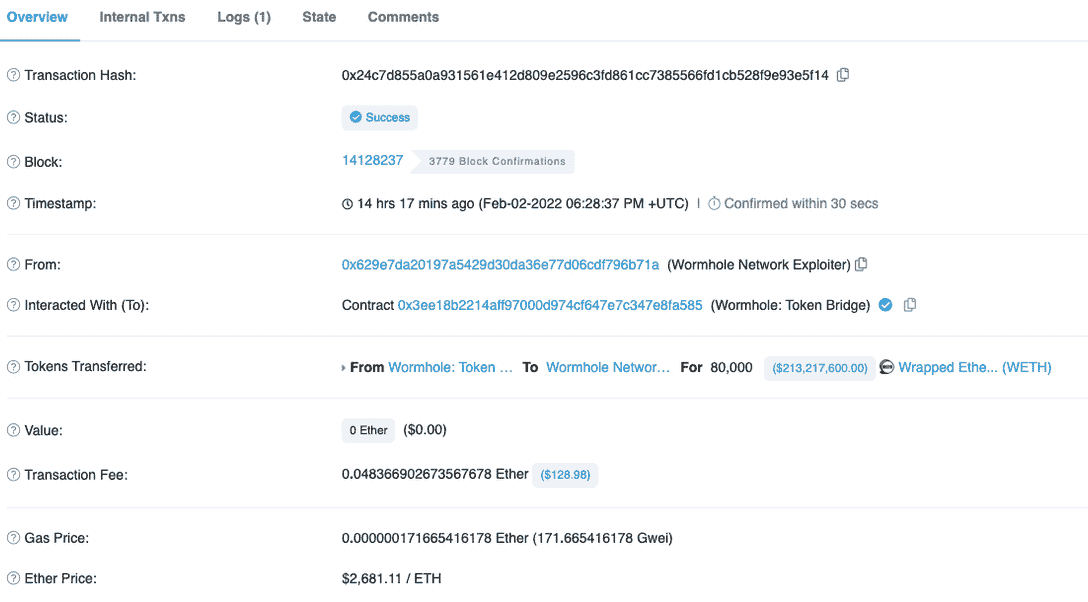 Overview Internal Txns Logs (1) State Comments
Transaction Hash: 0x24c7d855a0a931561e412d809e2596c3fd861cc7385566fd1cb528f9e93e5f14
Status: Success
Block: 14128237 3779 Block Confirmations
Timestamp: 14 hrs 17 mins ago (Feb-02-2022 06:28:37 PM +UTC) | Confirmed within 30 secs
From: 0x629e7da20197a5429d30da36e77d06cdf796b71a (Wormhole Network Exploiter)
Interacted With (To): Contract 0x3ee18b2214aff97000d974cf647e7c347e8fa585 (Wormhole: Token Bridge)
Tokens Transferred: From Wormhole: Token ... To Wormhole Networ... For 80,000 ($213,217,600.00) Wrapped Ethe... (WETH)
Value: 0 Ether ($0.00)
Transaction Fee: 0.048366902673567678 Ether ($128.98)
Gas Price: 0.000000171665416178 Ether (171.665416178 Gwei)
Ether Price: $2,681.11 / ETH